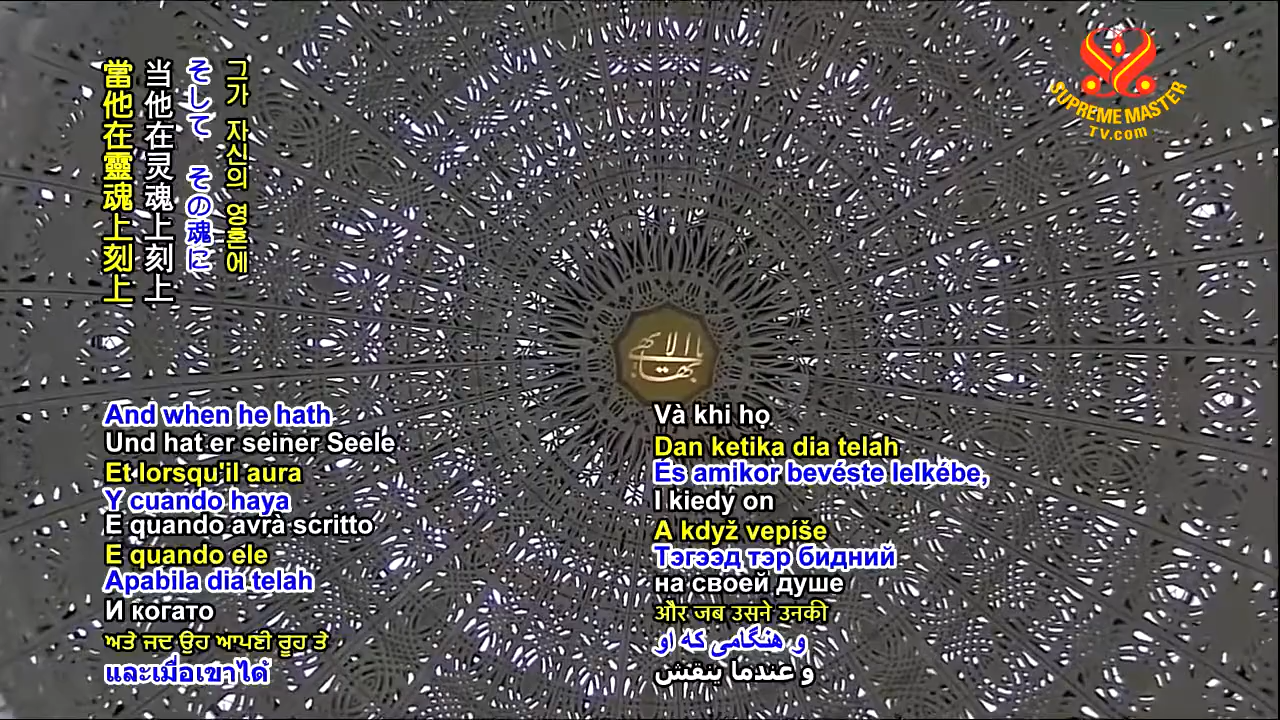 當他在靈魂上刻上
当他在灵魂上刻上
そして その魂に
그가 자신의 영혼에
SUPREME MASTER
TV.com
And when he hath
Und hat er seiner Seele
Et lorsqu'il aura
Y cuando haya
E quando avrà scritto
E quando ele
Apabila dia telah
И когато
ਅਤੇ ਜਦ ਉਹ ਆਪਣੀ ਰੂਹ ਤੇ
และเมื่อเขาได้
Và khi họ
Dan ketika dia telah
És amikor bevéste lelkébe,
I kiedy on
A když vepíše
Тэгээд тэр бидний
на своей душе
और जब उसने उनकी
و هنگامی که او
و عندما ينقش